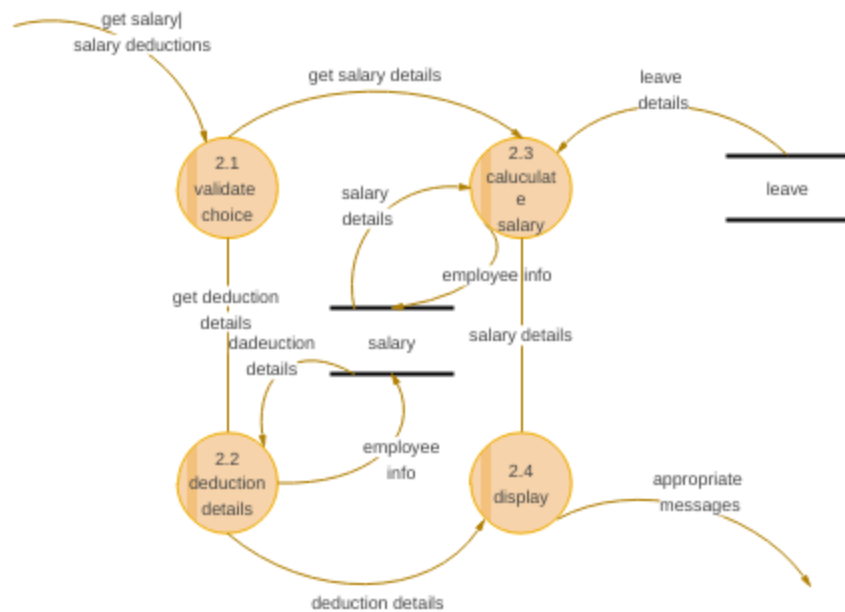 get salary|
salary deductions
get salary details
leave
details
2.1
validate
choice
2.3
caluculat
e
salary
leave
salary
details
employee info
get deduction
details
dadeuction
details
salary
salary details
employee
info
2.2
deduction
details
2.4
display
appropriate
messages
deduction details